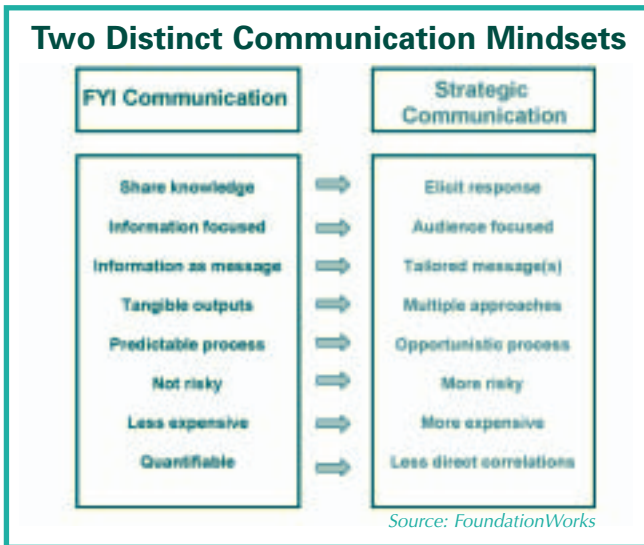 Two Distinct Communication Mindsets
FYI Communication
Strategic
Communication
Share knowledge
Elicit response
Information focused
Audience focused
Information as message
Tailored message(s)
Tangible outputs
Multiple approaches
Predictable process
Opportunistic process
Not risky
More risky
Less expensive
More expensive
Quantifiable
Less direct correlations
Source: FoundationWorks